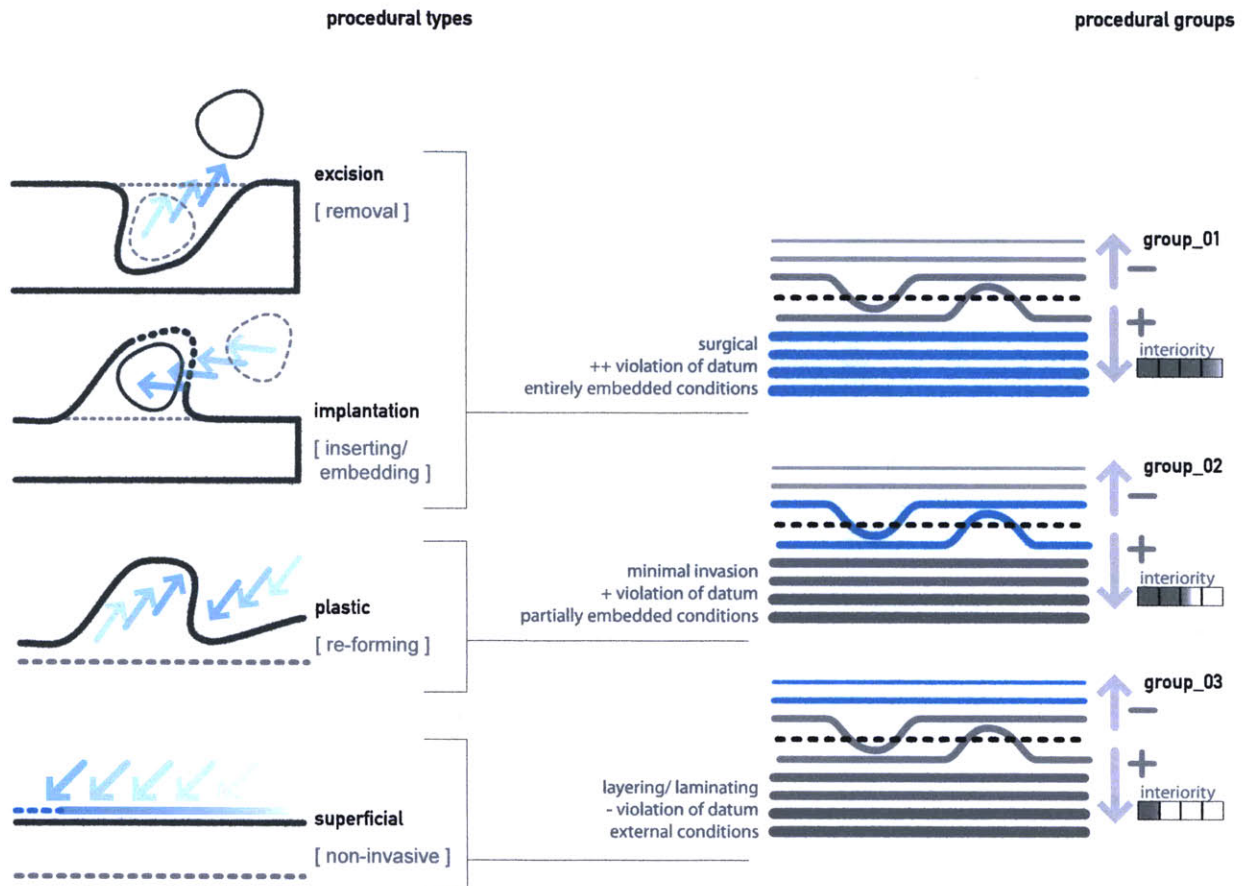 procedural types
procedural groups
excision
[ removal ]
implantation
[ inserting/
embedding ]
plastic
[ re-forming ]
superficial
[ non-invasive ]
surgical
++ violation of datum
entirely embedded conditions
group_01
−
+
interiority
minimal invasion
+ violation of datum
partially embedded conditions
group_02
−
+
interiority
layering/ laminating
- violation of datum
external conditions
group_03
−
+
interiority